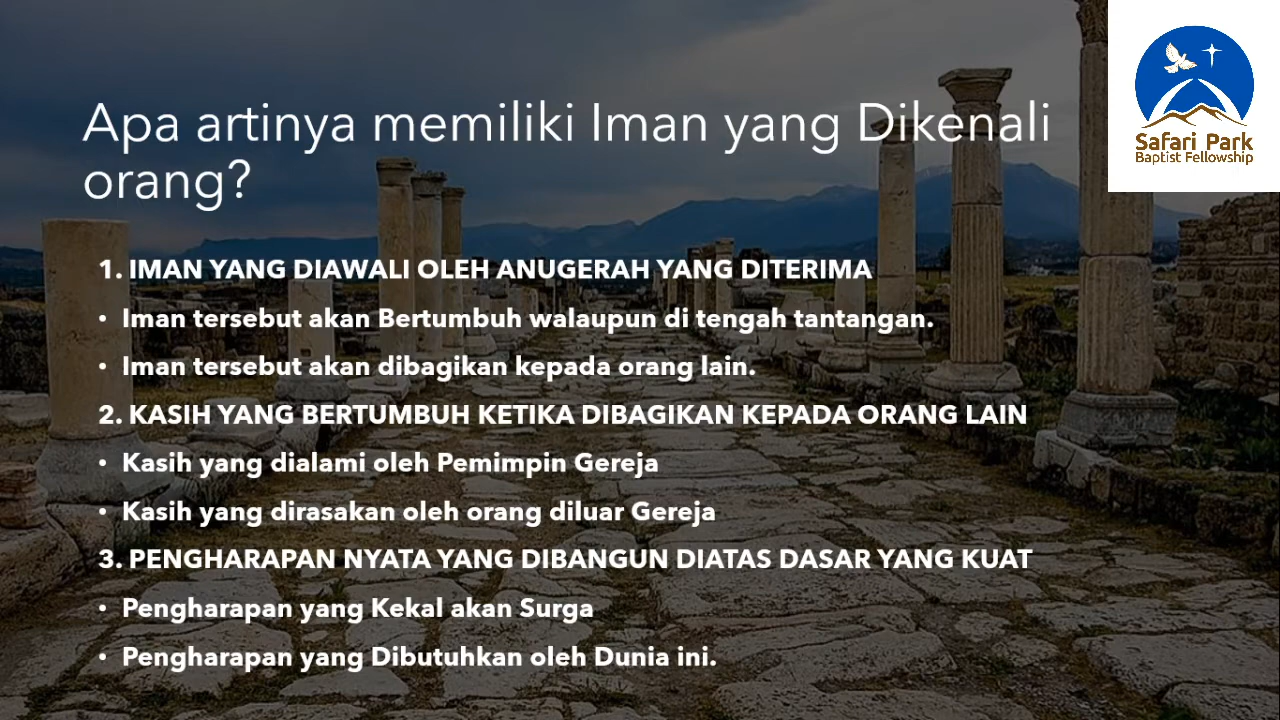 Safari Park
Baptist Fellowship
Apa artinya memiliki Iman yang Dikenali
orang?
1. IMAN YANG DIAWALI OLEH ANUGERAH YANG DITERIMA
• Iman tersebut akan Bertumbuh walaupun di tengah tantangan.
• Iman tersebut akan dibagikan kepada orang lain.
2. KASIH YANG BERTUMBUH KETIKA DIBAGIKAN KEPADA ORANG LAIN
• Kasih yang dialami oleh Pemimpin Gereja
• Kasih yang dirasakan oleh orang diluar Gereja
3. PENGHARAPAN NYATA YANG DIBANGUN DIATAS DASAR YANG KUAT
• Pengharapan yang Kekal akan Surga
• Pengharapan yang Dibutuhkan oleh Dunia ini.